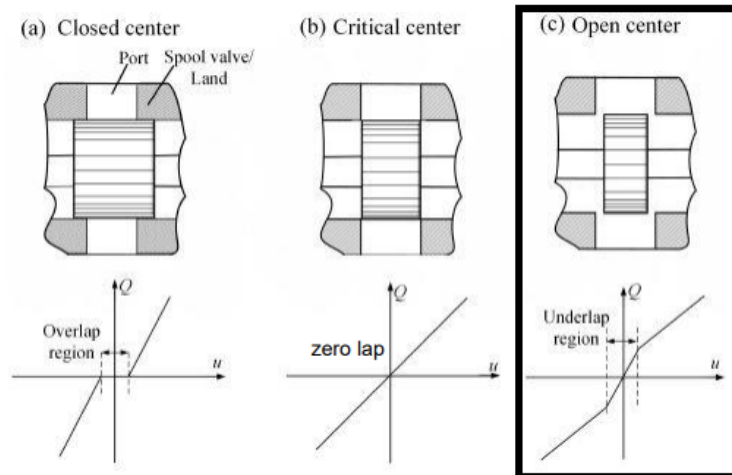 (a) Closed center
Port
Spool valve/
Land
Q
Overlap
region
u
(b) Critical center
Q
zero lap
u
(c) Open center
Q
Underlap
region
u